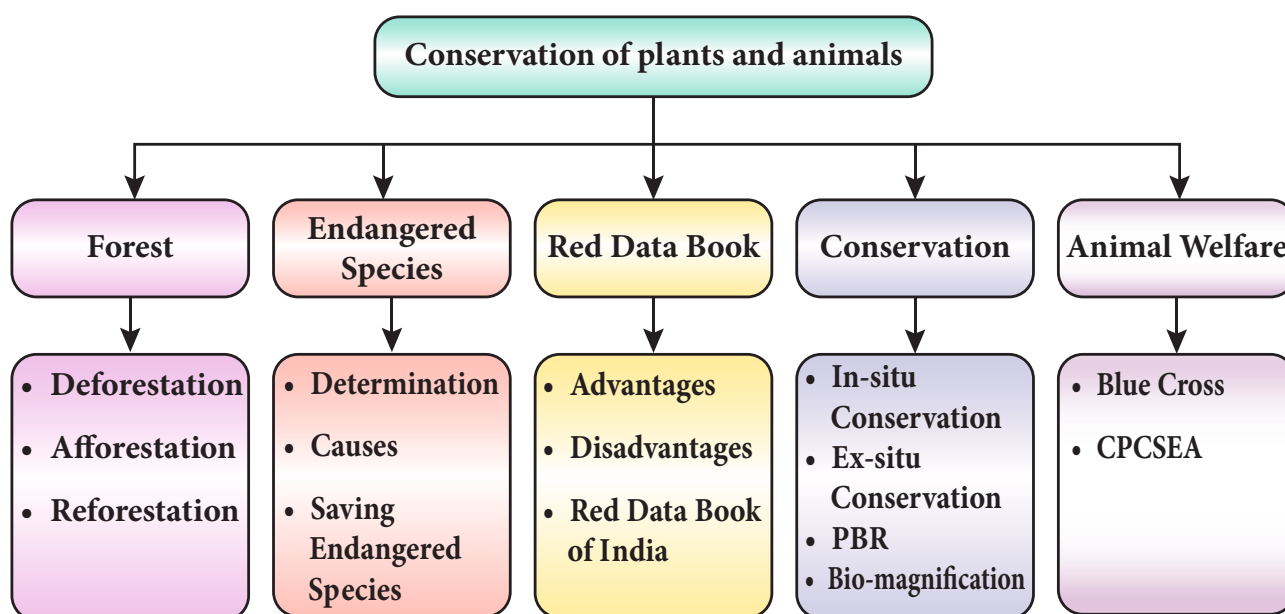 Conservation of plants and animals
Forest
Endangered
Species
Red Data Book
Conservation
Animal Welfare
• Deforestation
• Afforestation
• Reforestation
• Determination
• Causes
• Saving
Endangered
Species
• Advantages
• Disadvantages
• Red Data Book
of India
• In-situ
Conservation
• Ex-situ
Conservation
• PBR
• Bio-magnification
• Blue Cross
• CPCSEA